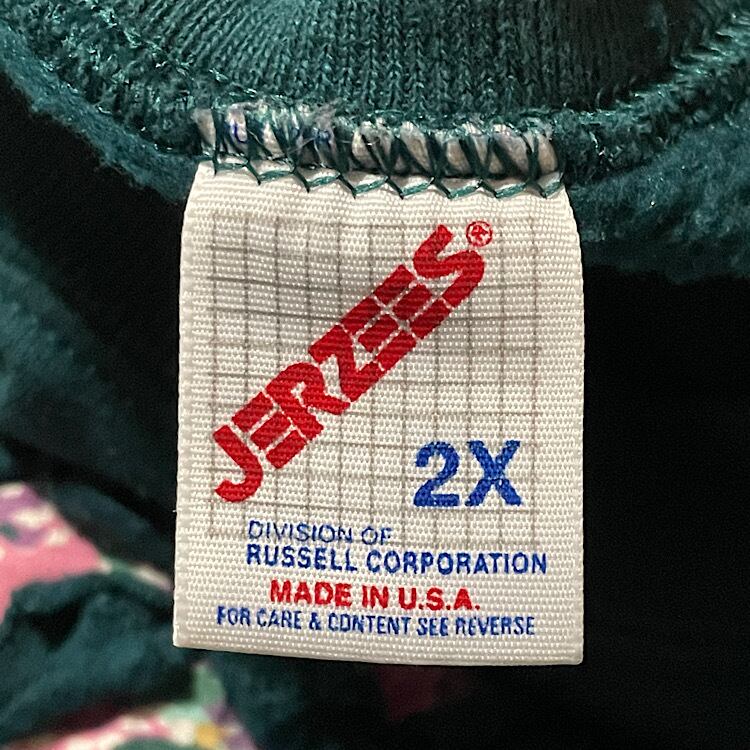 JERZEES®
2X
DIVISION OF
RUSSELL CORPORATION
MADE IN U.S.A.
FOR CARE & CONTENT SEE REVERSE